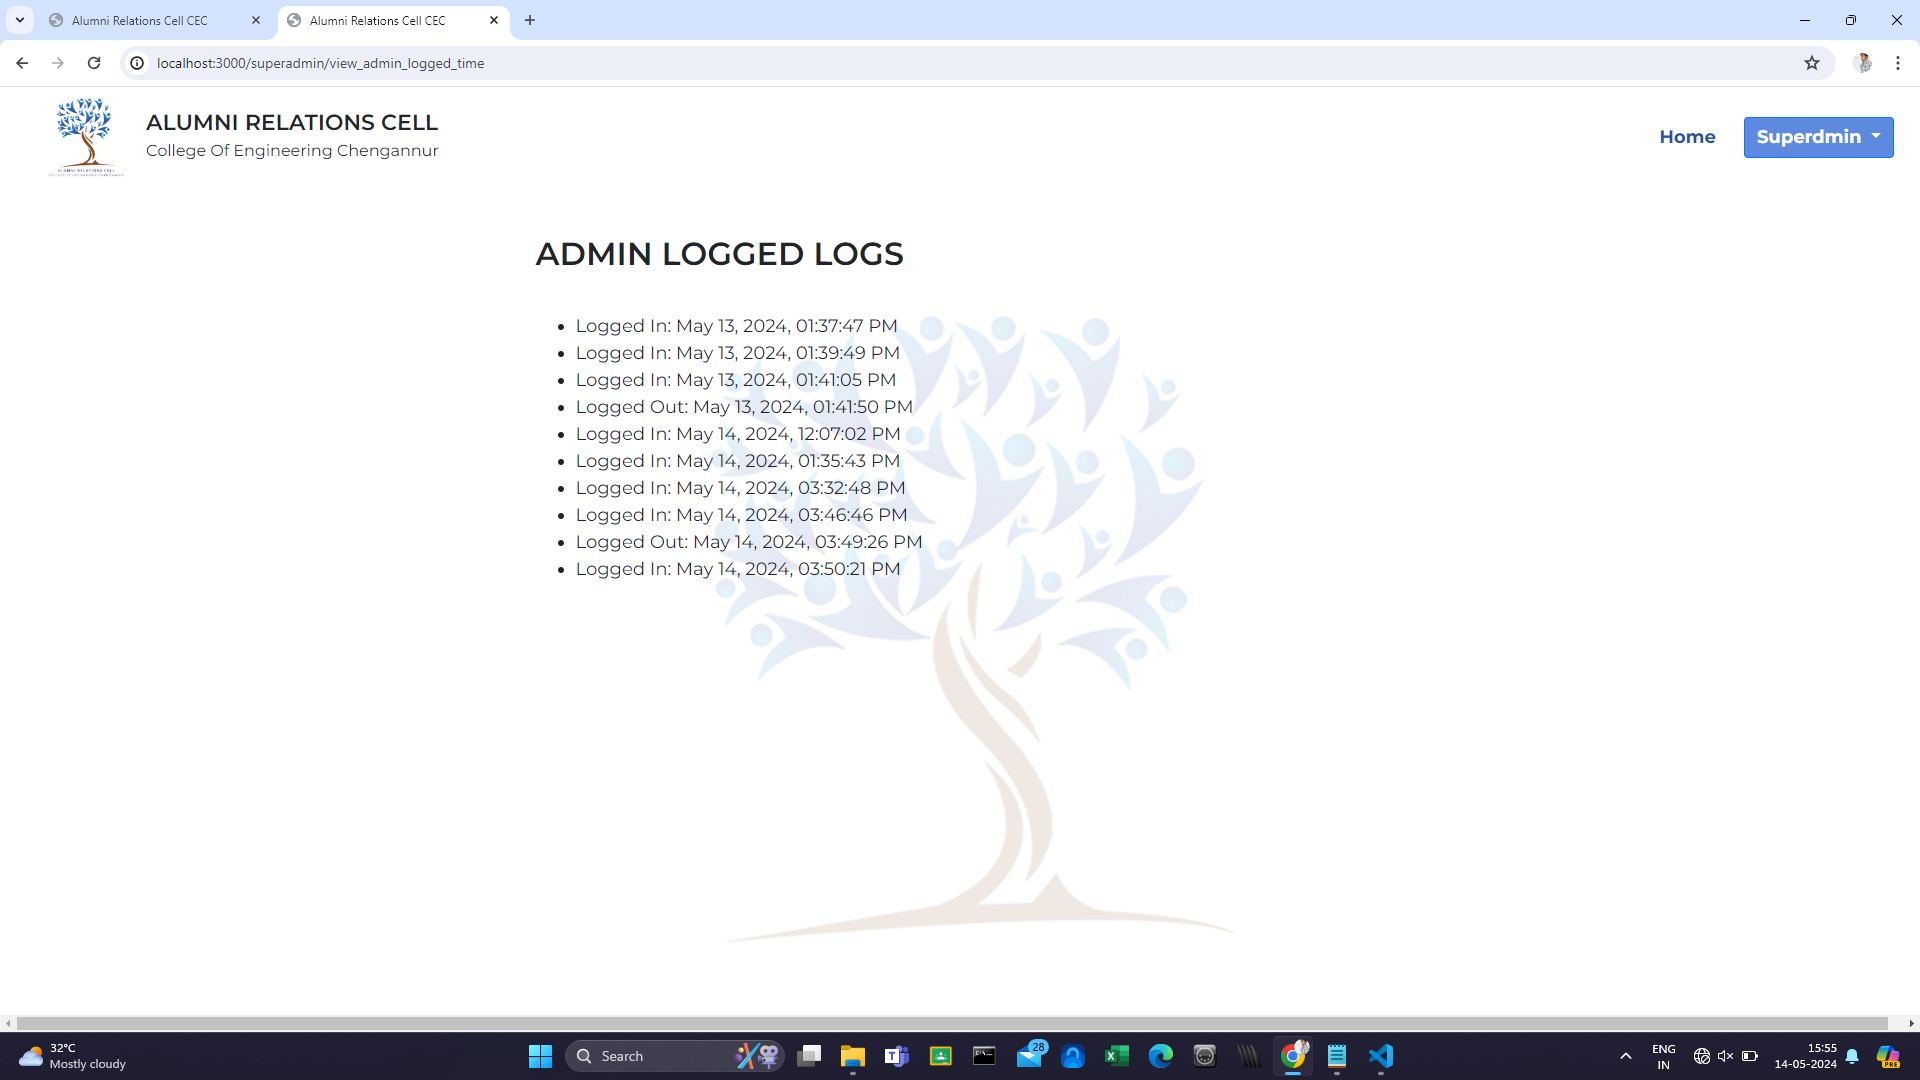 Alumni Relations Cell CEC
Alumni Relations Cell CEC
localhost:3000/superadmin/view_admin_logged_time
ALUMNI RELATIONS CELL
College Of Engineering Chengannur
Home
Superdmin
ALUMNI RELATIONS CELL
ADMIN LOGGED LOGS
Logged In: May 13, 2024, 01:37:47 PM
Logged In: May 13, 2024, 01:39:49 PM
Logged In: May 13, 2024, 01:41:05 PM
Logged Out: May 13, 2024, 01:41:50 PM
Logged In: May 14, 2024, 12:07:02 PM
Logged In: May 14, 2024, 01:35:43 PM
Logged In: May 14, 2024, 03:32:48 PM
Logged In: May 14, 2024, 03:46:46 PM
Logged Out: May 14, 2024, 03:49:26 PM
Logged In: May 14, 2024, 03:50:21 PM
32°C
Mostly cloudy
Search
28
ENG
IN
15:55
14-05-2024
PRE